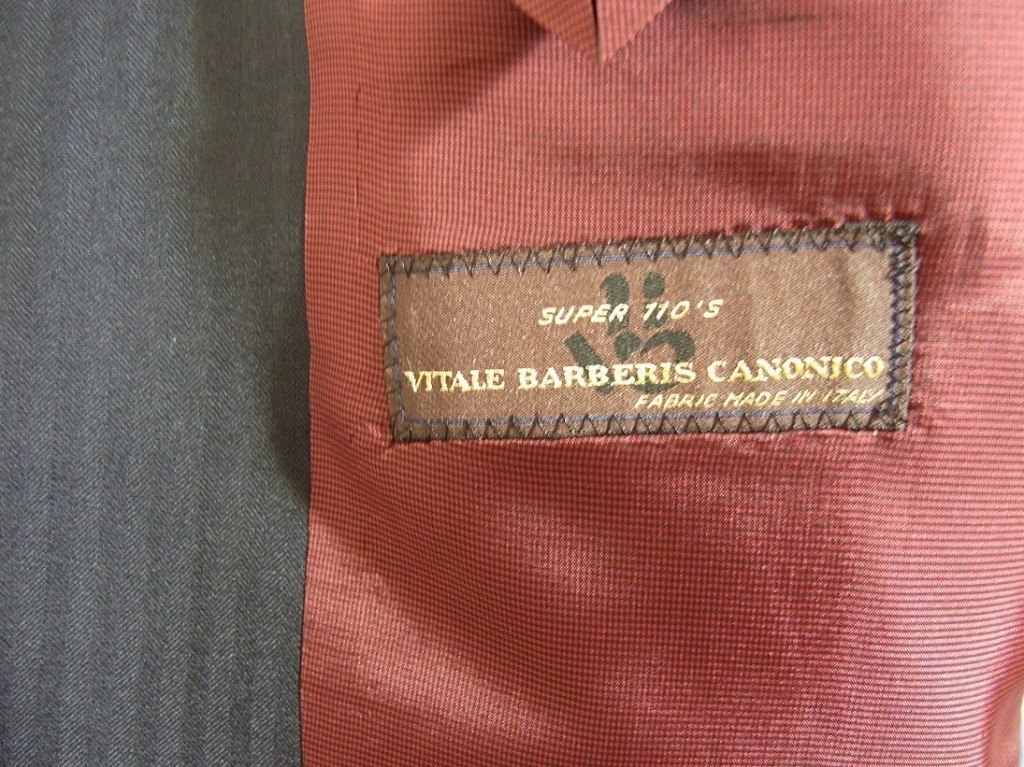 SUPER 110'S
VITALE BARBERIS CANONICO
FABRIC MADE IN ITALY